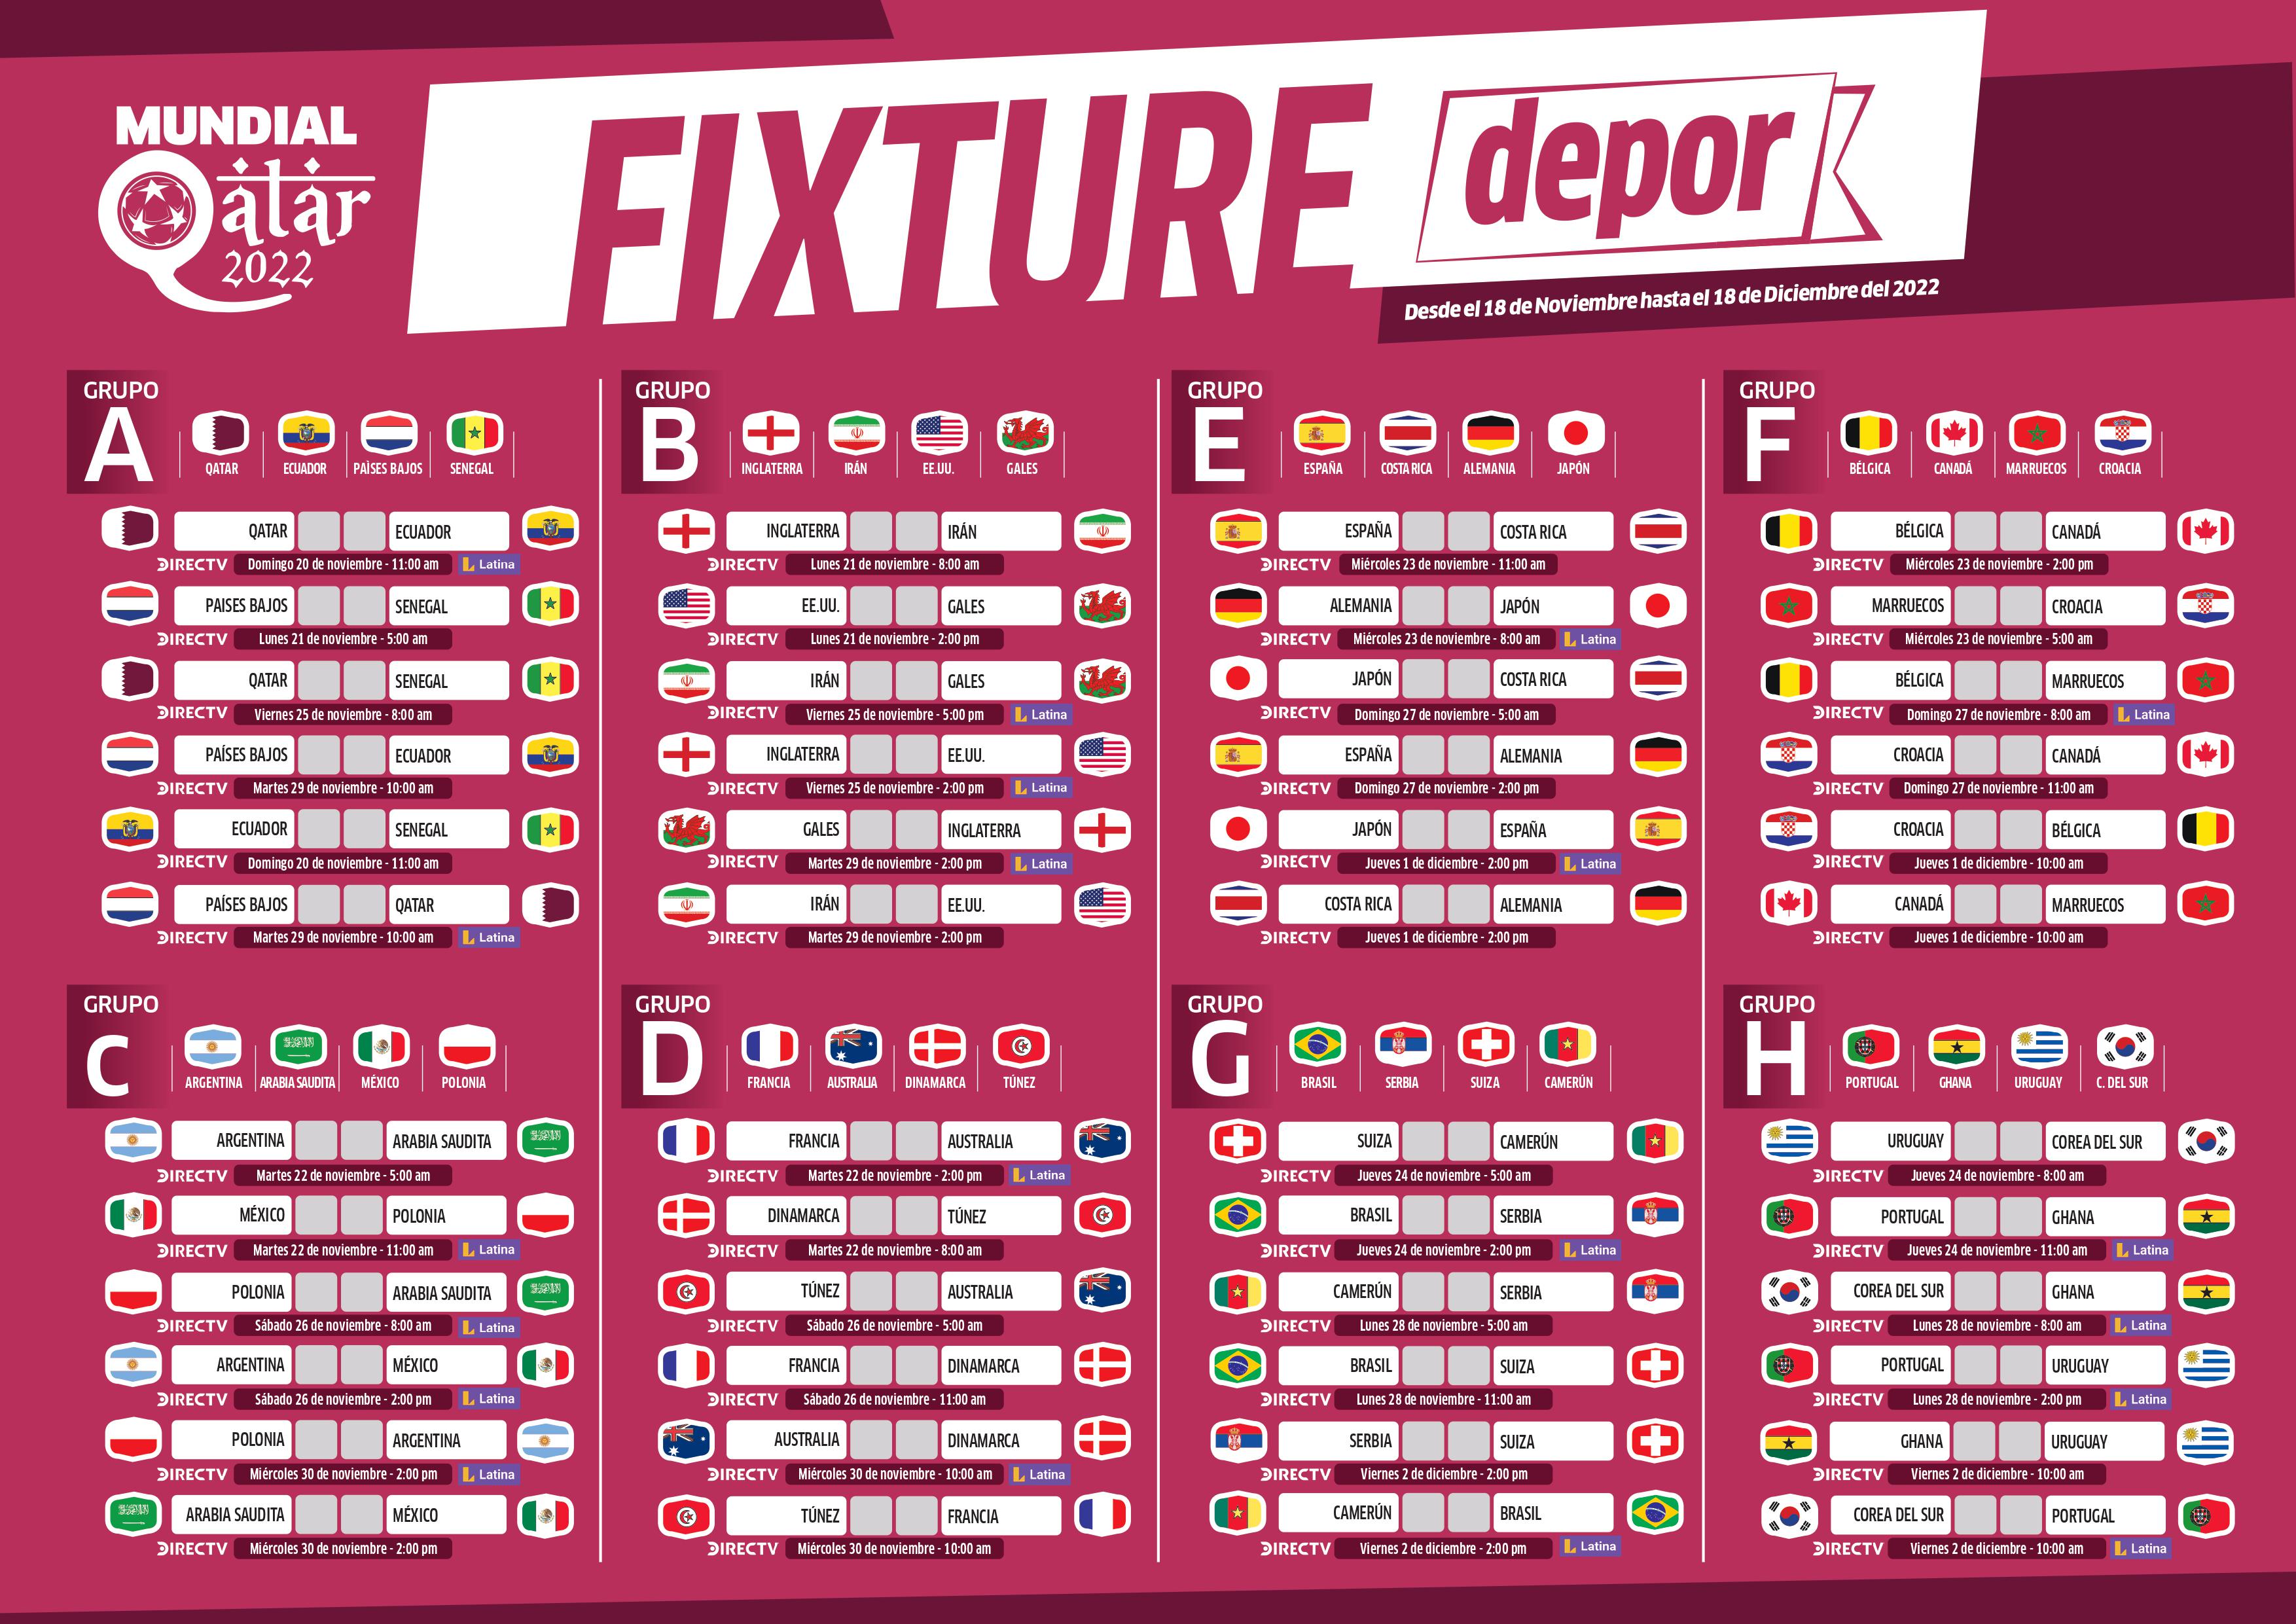 MUNDIAL
Qatar
2022
FIXTURE
depor
Desde el 18 de Noviembre hasta el 18 de Diciembre del 2022
GRUPO
A
QATAR ECUADOR PAÌSES BAJOS SENEGAL
QATAR ECUADOR
DIRECTV Domingo 20 de noviembre - 11:00 am Latina
PAISES BAJOS SENEGAL
DIRECTV Lunes 21 de noviembre - 5:00 am
QATAR SENEGAL
DIRECTV Viernes 25 de noviembre - 8:00 am
PAÍSES BAJOS ECUADOR
DIRECTV Martes 29 de noviembre - 10:00 am
ECUADOR SENEGAL
DIRECTV Domingo 20 de noviembre - 11:00 am
PAÍSES BAJOS QATAR
DIRECTV Martes 29 de noviembre - 10:00 am Latina
GRUPO
B
INGLATERRA IRÁN EE.UU. GALES
INGLATERRA IRÁN
DIRECTV Lunes 21 de noviembre - 8:00 am
EE.UU. GALES
DIRECTV Lunes 21 de noviembre - 2:00 pm
IRÁN GALES
DIRECTV Viernes 25 de noviembre - 5:00 pm Latina
INGLATERRA EE.UU.
DIRECTV Viernes 25 de noviembre - 2:00 pm Latina
GALES INGLATERRA
DIRECTV Martes 29 de noviembre - 2:00 pm Latina
IRÁN EE.UU.
DIRECTV Martes 29 de noviembre - 2:00 pm
GRUPO
E
ESPAÑA COSTA RICA ALEMANIA JAPÓN
ESPAÑA COSTA RICA
DIRECTV Miércoles 23 de noviembre - 11:00 am
ALEMANIA JAPÓN
DIRECTV Miércoles 23 de noviembre - 8:00 am Latina
JAPÓN COSTA RICA
DIRECTV Domingo 27 de noviembre - 5:00 am
ESPAÑA ALEMANIA
DIRECTV Domingo 27 de noviembre - 2:00 pm
JAPÓN ESPAÑA
DIRECTV Jueves 1 de diciembre - 2:00 pm Latina
COSTA RICA ALEMANIA
DIRECTV Jueves 1 de diciembre - 2:00 pm
GRUPO
F
BÉLGICA CANADÁ MARRUECOS CROACIA
BÉLGICA CANADÁ
DIRECTV Miércoles 23 de noviembre - 2:00 pm
MARRUECOS CROACIA
DIRECTV Miércoles 23 de noviembre - 5:00 am
BÉLGICA MARRUECOS
DIRECTV Domingo 27 de noviembre - 8:00 am Latina
CROACIA CANADÁ
DIRECTV Domingo 27 de noviembre - 11:00 am
CROACIA BÉLGICA
DIRECTV Jueves 1 de diciembre - 10:00 am
CANADÁ MARRUECOS
DIRECTV Jueves 1 de diciembre - 10:00 am
GRUPO
C
ARGENTINA ARABIA SAUDITA MÉXICO POLONIA
ARGENTINA ARABIA SAUDITA
DIRECTV Martes 22 de noviembre - 5:00 am
MÉXICO POLONIA
DIRECTV Martes 22 de noviembre - 11:00 am Latina
POLONIA ARABIA SAUDITA
DIRECTV Sábado 26 de noviembre - 8:00 am Latina
ARGENTINA MÉXICO
DIRECTV Sábado 26 de noviembre - 2:00 pm Latina
POLONIA ARGENTINA
DIRECTV Miércoles 30 de noviembre - 2:00 pm Latina
ARABIA SAUDITA MÉXICO
DIRECTV Miércoles 30 de noviembre - 2:00 pm
GRUPO
D
FRANCIA AUSTRALIA DINAMARCA TÚNEZ
FRANCIA AUSTRALIA
DIRECTV Martes 22 de noviembre - 2:00 pm Latina
DINAMARCA TÚNEZ
DIRECTV Martes 22 de noviembre - 8:00 am
TÚNEZ AUSTRALIA
DIRECTV Sábado 26 de noviembre - 5:00 am
FRANCIA DINAMARCA
DIRECTV Sábado 26 de noviembre - 11:00 am
AUSTRALIA DINAMARCA
DIRECTV Miércoles 30 de noviembre - 10:00 am Latina
TÚNEZ FRANCIA
DIRECTV Miércoles 30 de noviembre - 10:00 am
GRUPO
G
BRASIL SERBIA SUIZA CAMERÚN
SUIZA CAMERÚN
DIRECTV Jueves 24 de noviembre - 5:00 am
BRASIL SERBIA
DIRECTV Jueves 24 de noviembre - 2:00 pm Latina
CAMERÚN SERBIA
DIRECTV Lunes 28 de noviembre - 5:00 am
BRASIL SUIZA
DIRECTV Lunes 28 de noviembre - 11:00 am
SERBIA SUIZA
DIRECTV Viernes 2 de diciembre - 2:00 pm
CAMERÚN BRASIL
DIRECTV Viernes 2 de diciembre - 2:00 pm Latina
GRUPO
H
PORTUGAL GHANA URUGUAY C. DEL SUR
URUGUAY COREA DEL SUR
DIRECTV Jueves 24 de noviembre - 8:00 am
PORTUGAL GHANA
DIRECTV Jueves 24 de noviembre - 11:00 am Latina
COREA DEL SUR GHANA
DIRECTV Lunes 28 de noviembre - 8:00 am Latina
PORTUGAL URUGUAY
DIRECTV Lunes 28 de noviembre - 2:00 pm Latina
GHANA URUGUAY
DIRECTV Viernes 2 de diciembre - 10:00 am
COREA DEL SUR PORTUGAL
DIRECTV Viernes 2 de diciembre - 10:00 am Latina